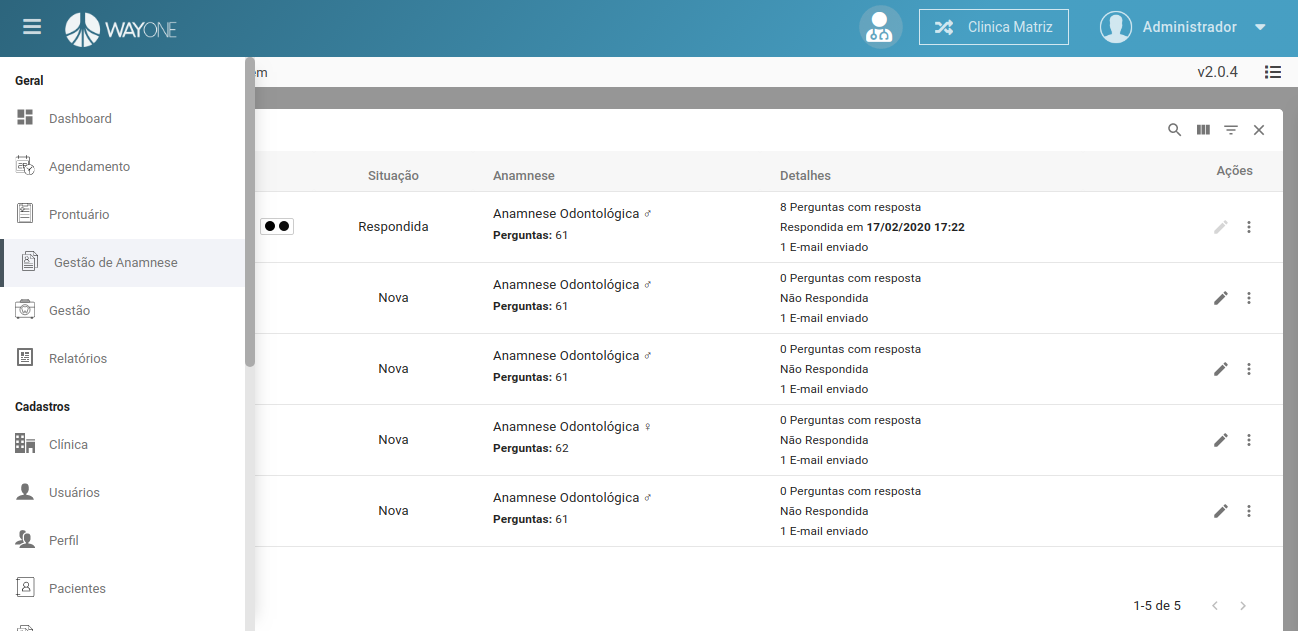 WAYONE
Clinica Matriz
Administrador
em
v2.0.4
Geral
Dashboard
Agendamento
Prontuário
Gestão de Anamnese
Gestão
Relatórios
Cadastros
Clínica
Usuários
Perfil
Pacientes
Situação Anamnese Detalhes Ações
Respondida
Anamnese Odontológica ♂
Perguntas: 61
8 Perguntas com resposta
Respondida em 17/02/2020 17:22
1 E-mail enviado
Nova
Anamnese Odontológica ♂
Perguntas: 61
0 Perguntas com resposta
Não Respondida
1 E-mail enviado
Nova
Anamnese Odontológica ♂
Perguntas: 61
0 Perguntas com resposta
Não Respondida
1 E-mail enviado
Nova
Anamnese Odontológica ♀
Perguntas: 62
0 Perguntas com resposta
Não Respondida
1 E-mail enviado
Nova
Anamnese Odontológica ♂
Perguntas: 61
0 Perguntas com resposta
Não Respondida
1 E-mail enviado
1-5 de 5